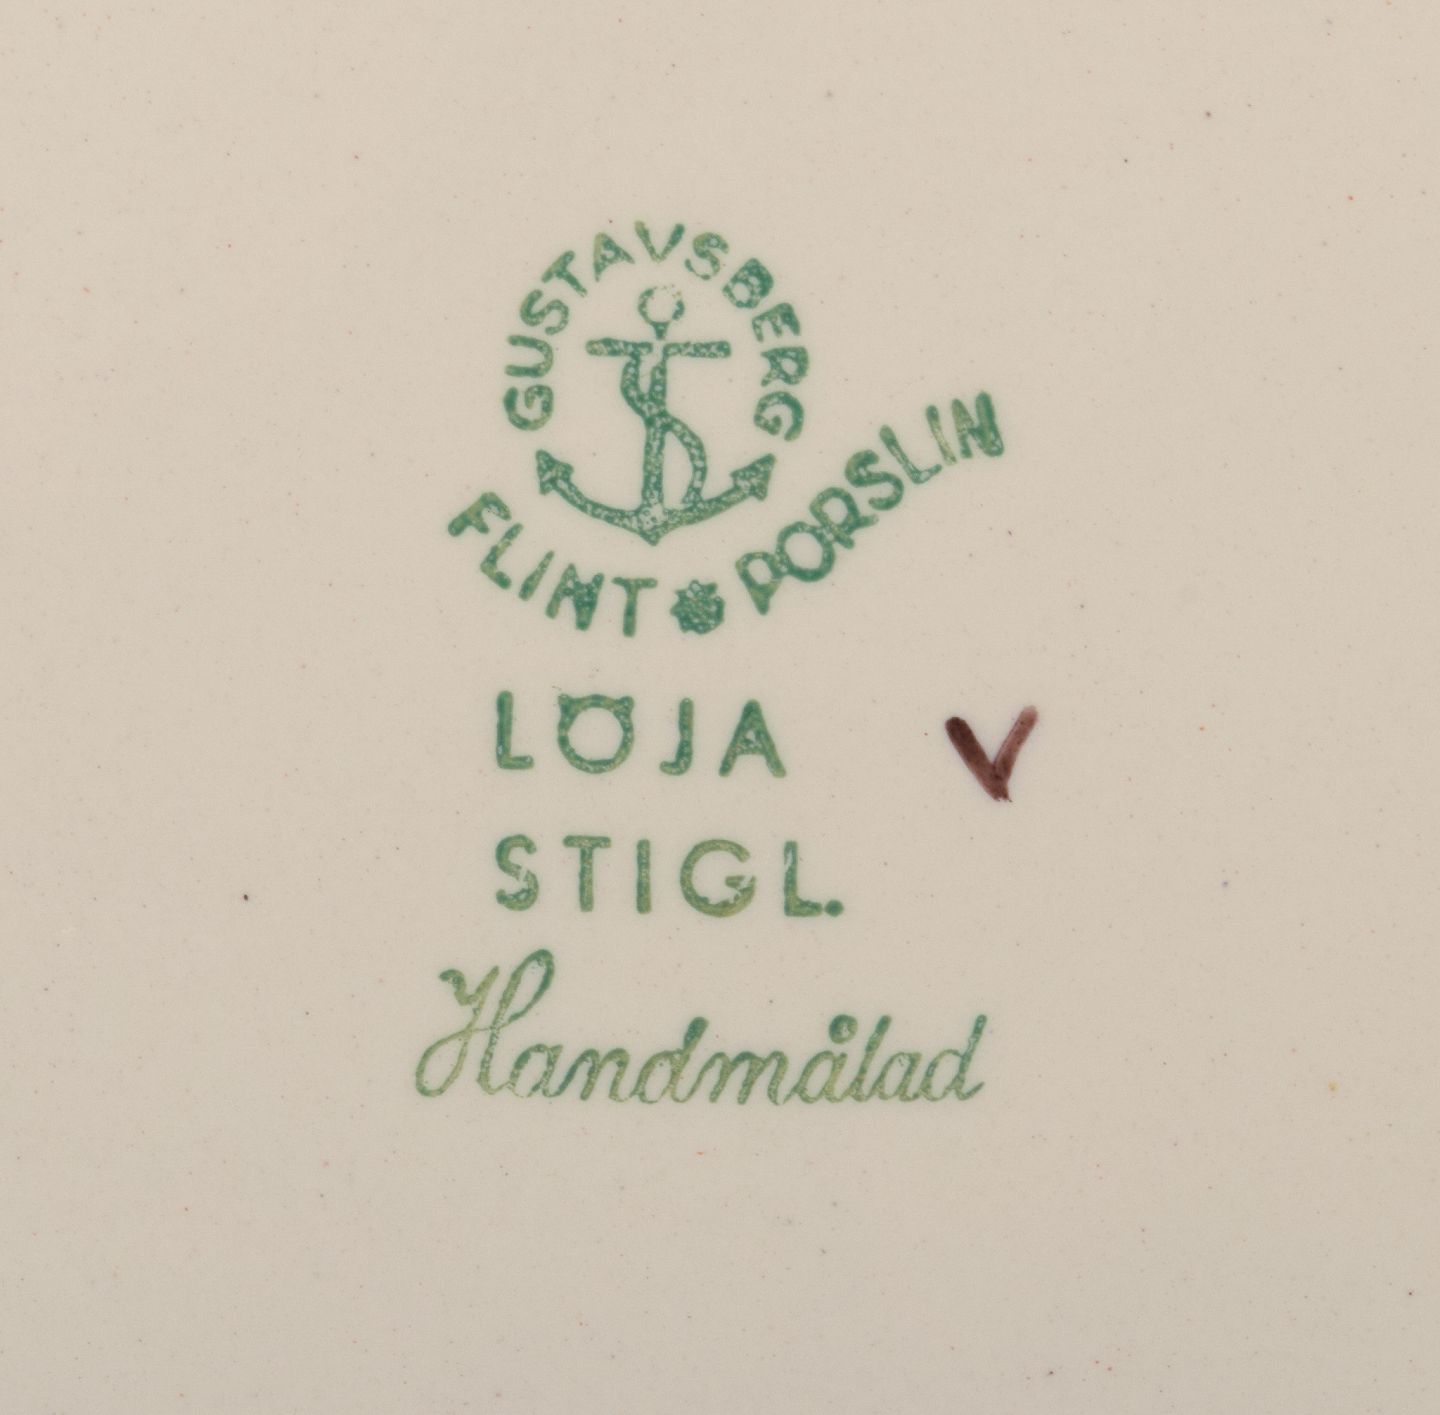 GUSTAVSBERG
FLINT PORSLIN
LÖJA
V
STIGL.
Handmålad